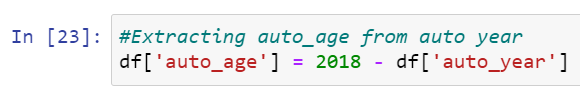 In [23]: #Extracting auto_age from auto year
df['auto_age'] = 2018 - df['auto_year']